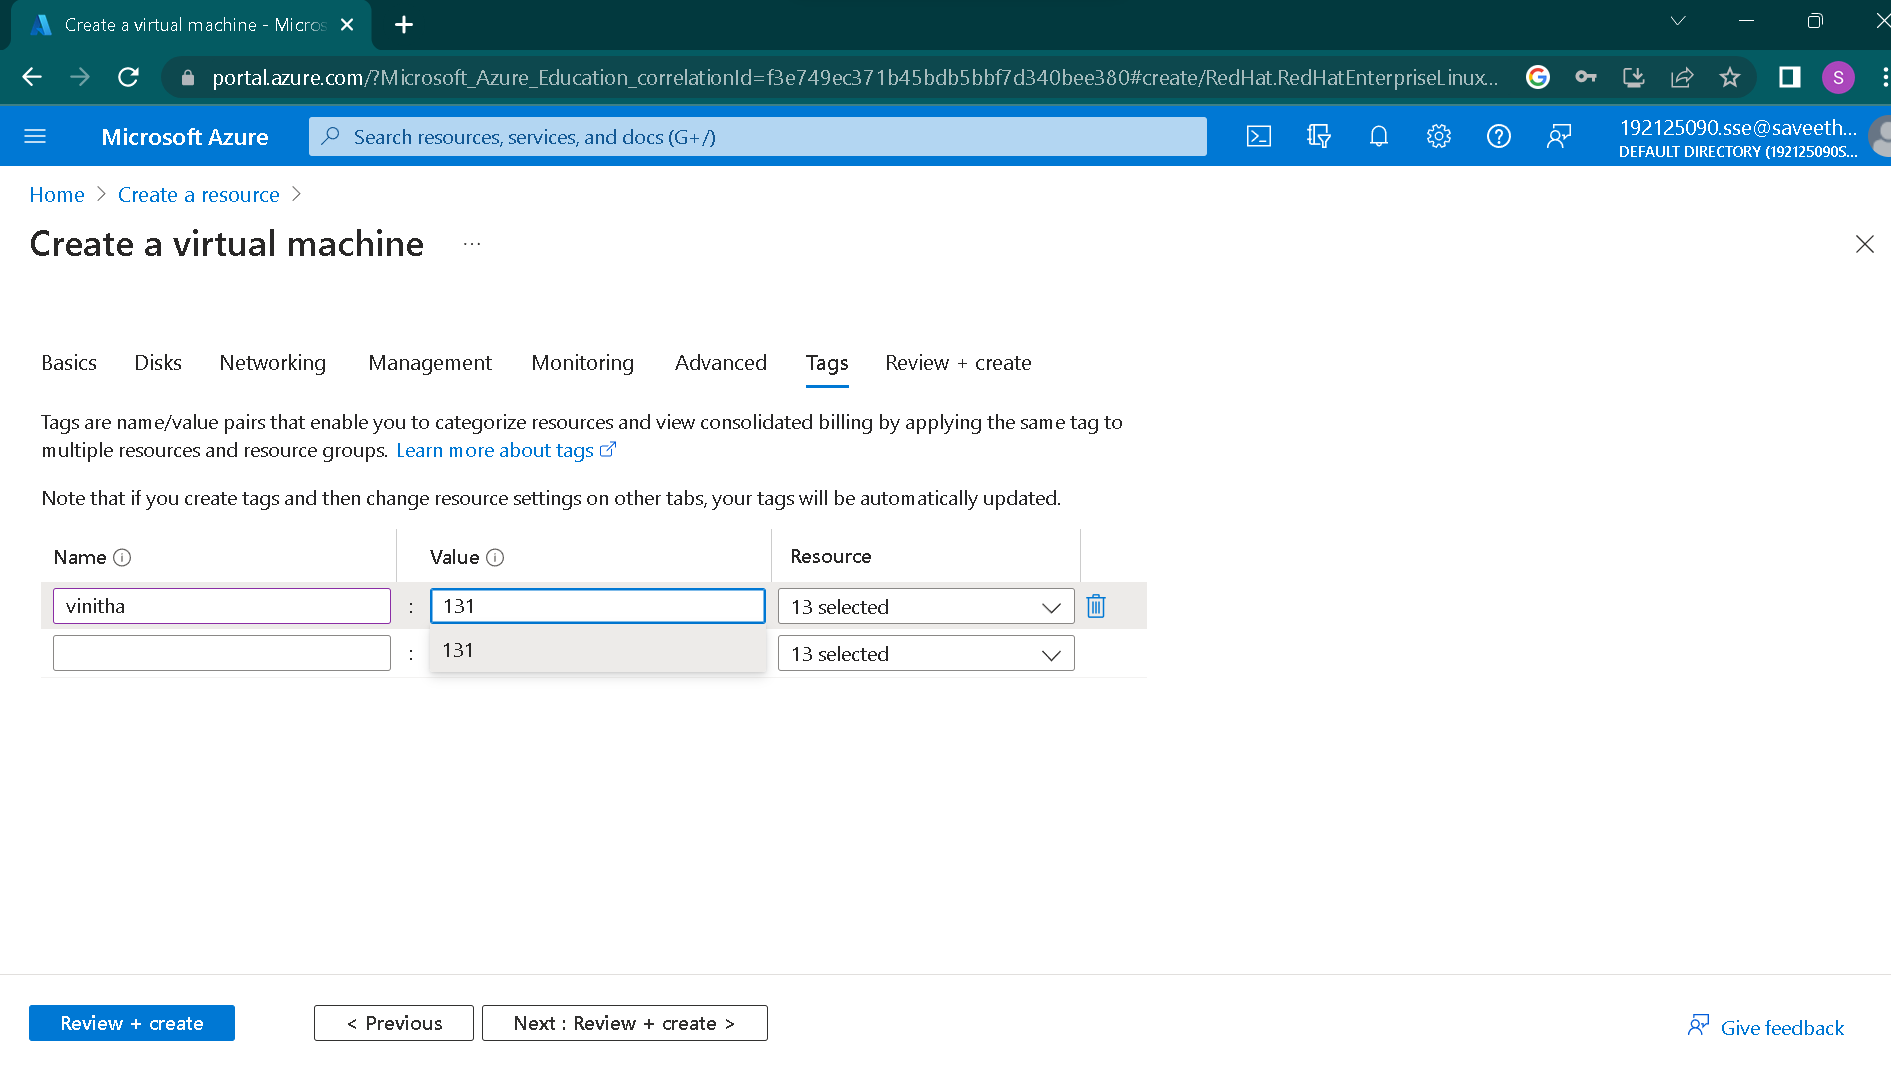 Create a virtual machine - Micros
portal.azure.com/?Microsoft_Azure_Education_correlationId=f3e749ec371b45bdb5bbf7d340bee380#create/RedHat.RedHatEnterpriseLinux...
S
Microsoft Azure
Search resources, services, and docs (G+/)
192125090.sse@saveeth...
DEFAULT DIRECTORY (192125090S...
Home > Create a resource >
Create a virtual machine ...
Basics Disks Networking Management Monitoring Advanced Tags Review + create
Tags are name/value pairs that enable you to categorize resources and view consolidated billing by applying the same tag to
multiple resources and resource groups. Learn more about tags
Note that if you create tags and then change resource settings on other tabs, your tags will be automatically updated.
Name Value Resource
vinitha : 131 13 selected
: 131 13 selected
Review + create < Previous Next : Review + create > Give feedback